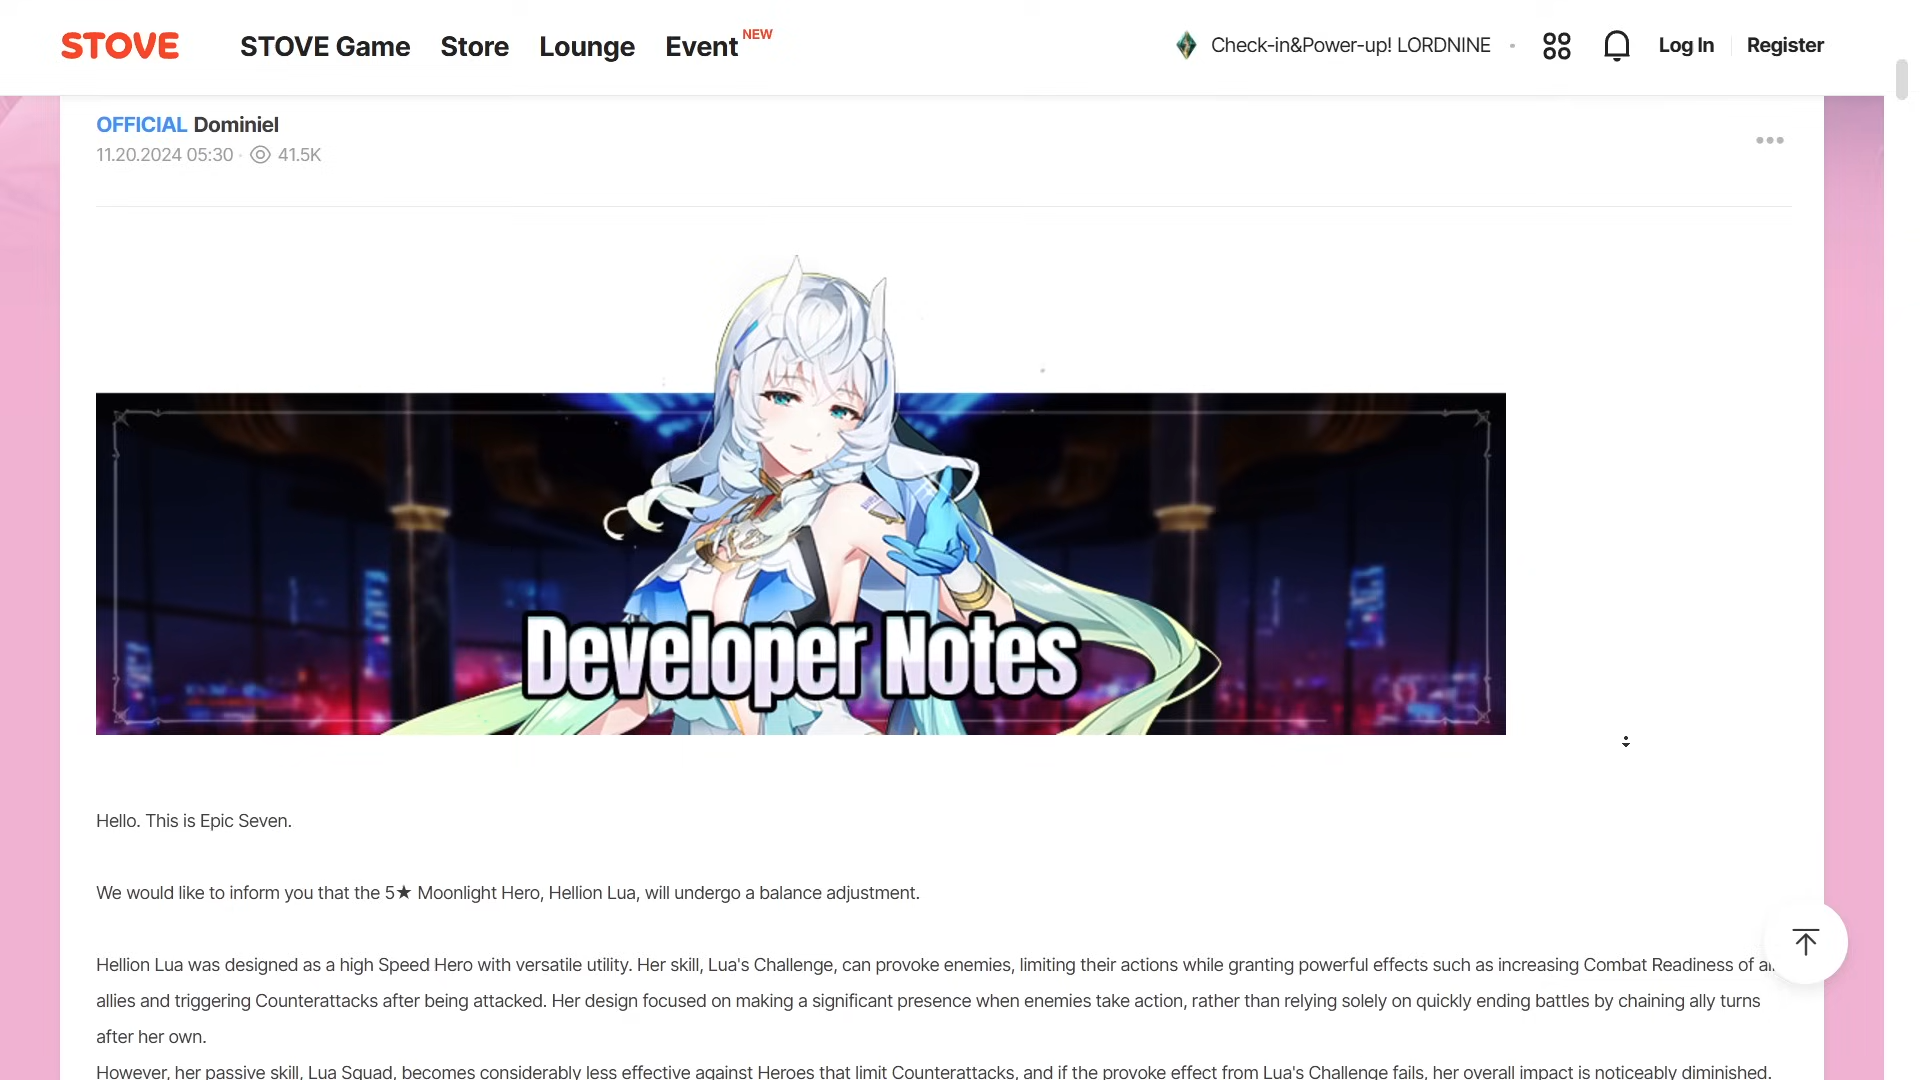 STOVE
STOVE Game Store Lounge Event NEW
Check-in&Power-up! LORDNINE
Log In Register
OFFICIAL Dominiel
11.20.2024 05:30 · 41.5K
Developer Notes
Hello. This is Epic Seven.
We would like to inform you that the 5★ Moonlight Hero, Hellion Lua, will undergo a balance adjustment.
Hellion Lua was designed as a high Speed Hero with versatile utility. Her skill, Lua's Challenge, can provoke enemies, limiting their actions while granting powerful effects such as increasing Combat Readiness of
allies and triggering Counterattacks after being attacked. Her design focused on making a significant presence when enemies take action, rather than relying solely on quickly ending battles by chaining ally turns
after her own.
However, her passive skill, Lua Squad, becomes considerably less effective against Heroes that limit Counterattacks, and if the provoke effect from Lua's Challenge fails, her overall impact is noticeably diminished.